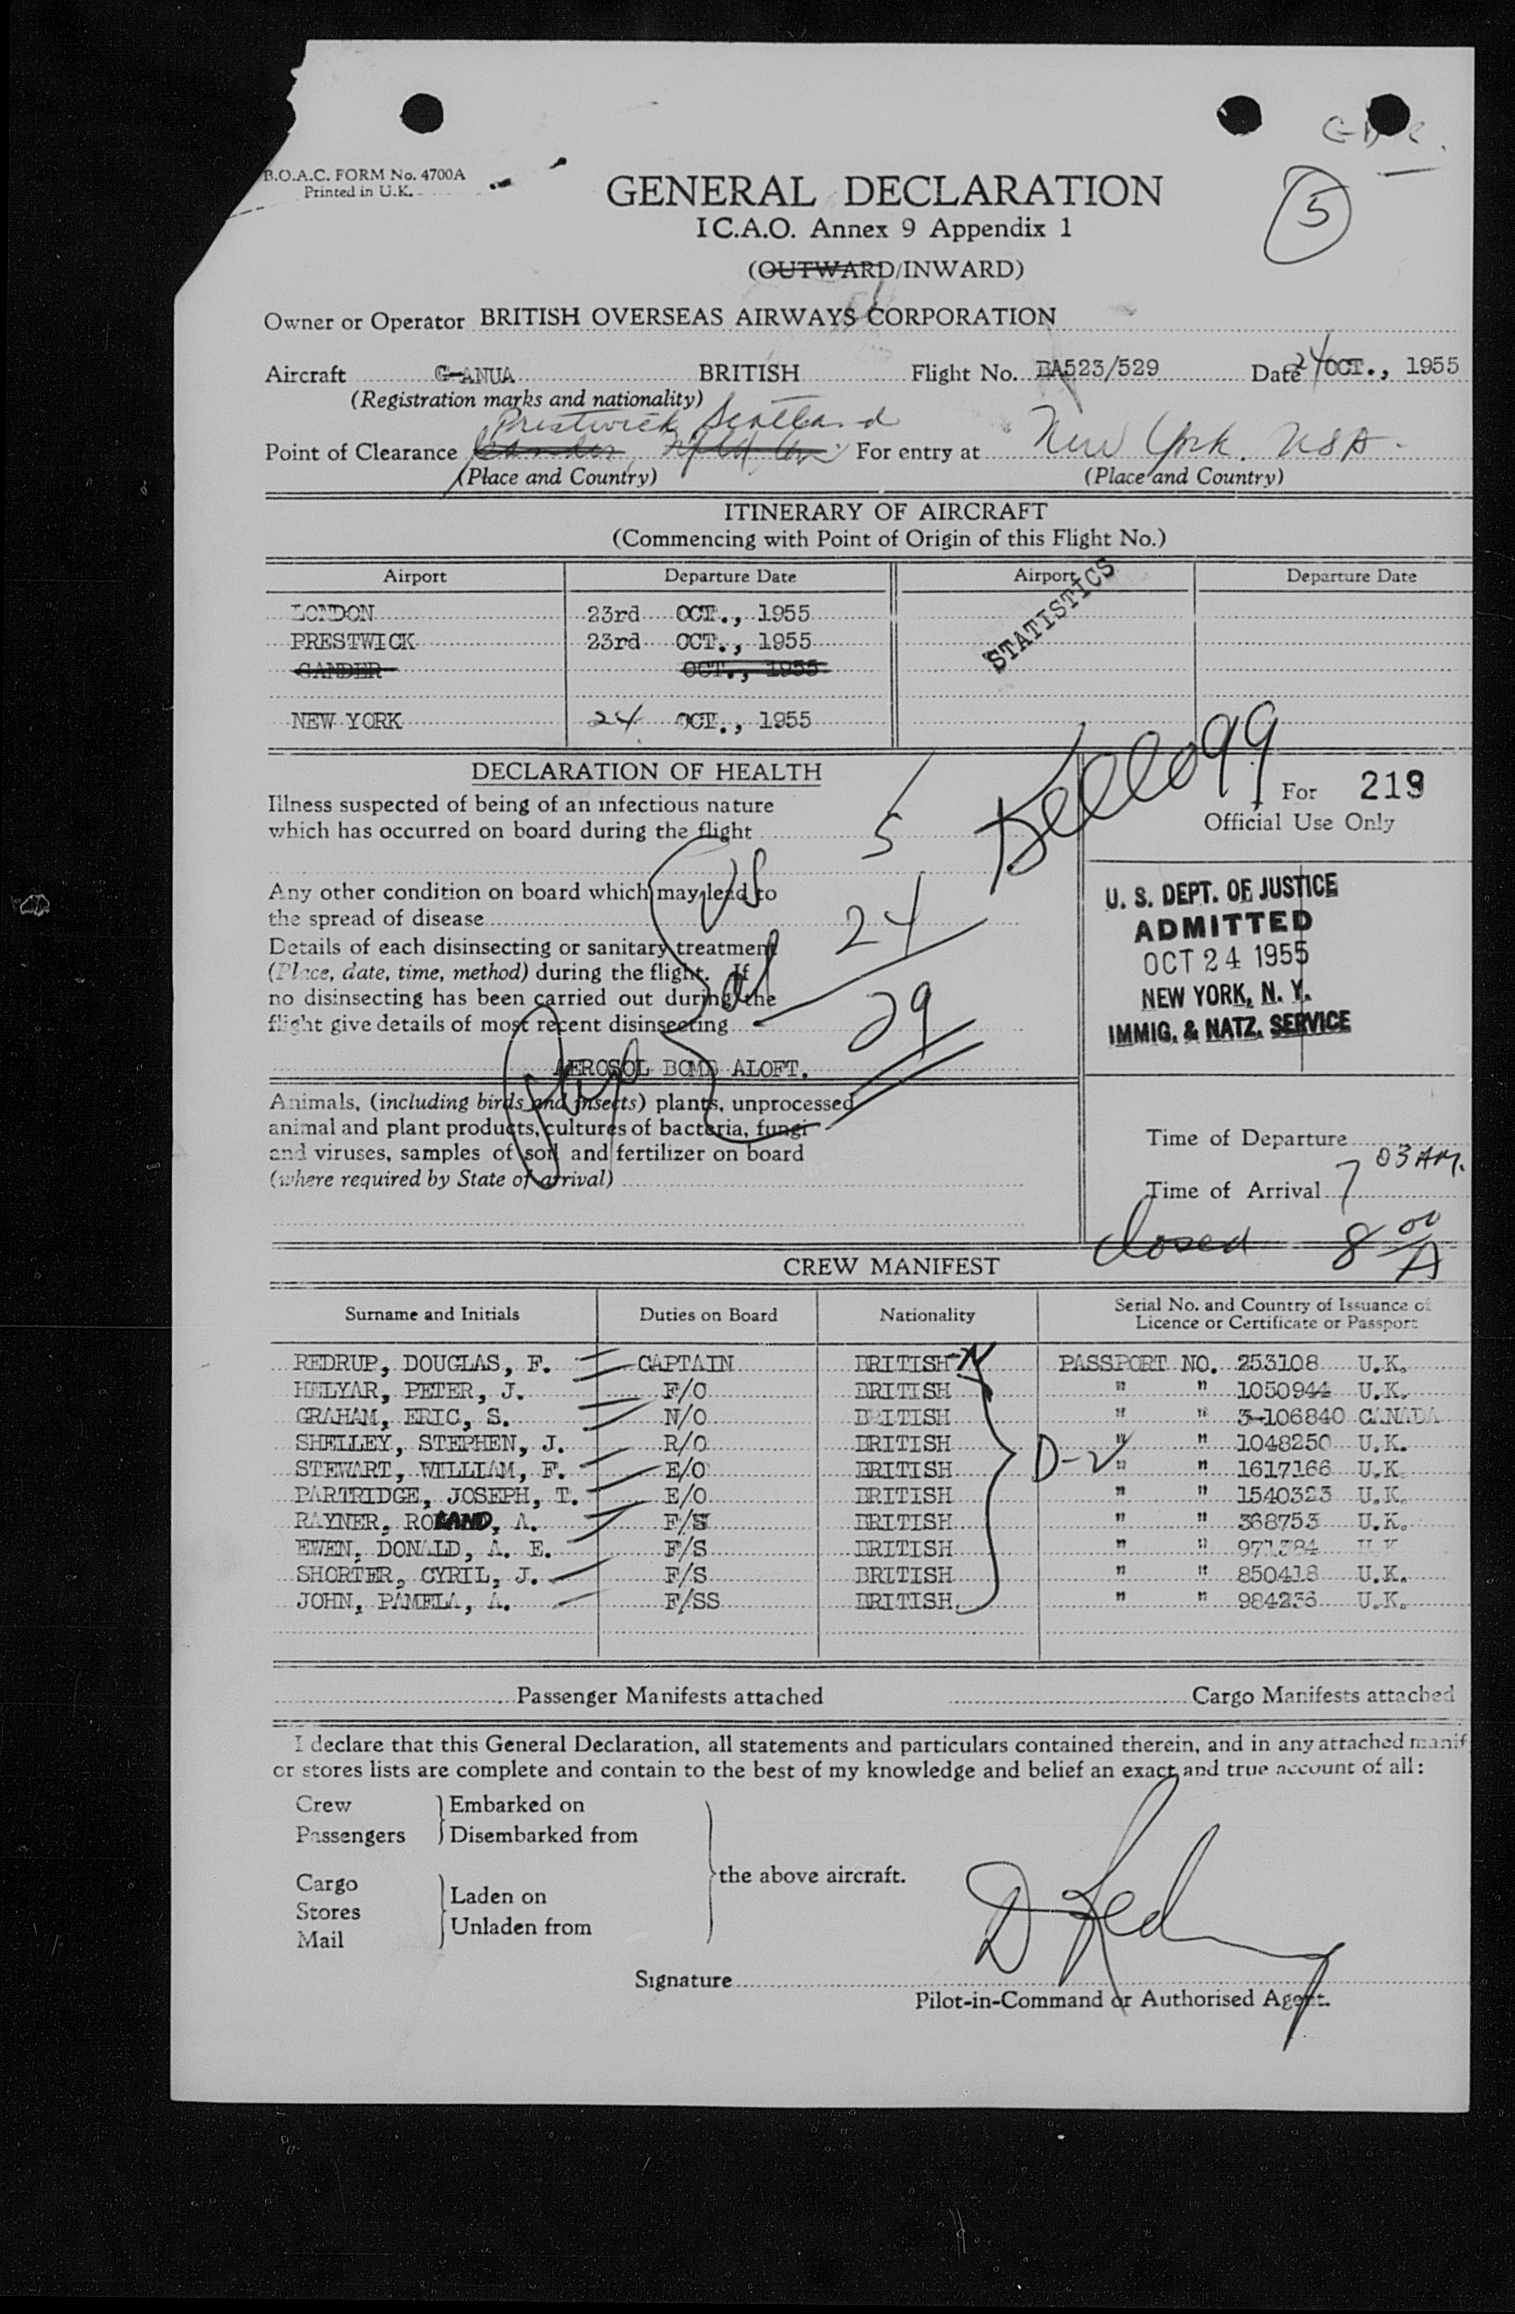 B.O.A.C. FORM No. 4700A
Printed in U.K.
5
GENERAL DECLARATION
I C.A.O. Annex 9 Appendix 1
(OUTWARD/INWARD)
Owner or Operator BRITISH OVERSEAS AIRWAYS CORPORATION
Aircraft G-ANUA BRITISH Flight No. BA523/529 Date 24 OCT., 1955
(Registration marks and nationality)
Prestwick Scotland
Point of Clearance Gander, Nfld, For entry at New York. USA
(Place and Country) (Place and Country)
ITINERARY OF AIRCRAFT
(Commencing with Point of Origin of this Flight No.)
Airport Departure Date Airport Departure Date
STATISTICS
LONDON 23rd OCT., 1955
PRESTWICK 23rd OCT., 1955
GANDER OCT., 1955
NEW YORK 24 OCT., 1955
DECLARATION OF HEALTH
Kellogg
For 219
Official Use Only
Illness suspected of being of an infectious nature
which has occurred on board during the flight
US 5
Any other condition on board which may lead to
the spread of disease
al 24
29
Details of each disinsecting or sanitary treatment
(Place, date, time, method) during the flight. If
no disinsecting has been carried out during the
flight give details of most recent disinsecting
AEROSOL BOMB ALOFT.
U. S. DEPT. OF JUSTICE
ADMITTED
OCT 24 1955
NEW YORK, N. Y.
IMMIG. & NATZ. SERVICE
Animals, (including birds and insects) plants, unprocessed
animal and plant products, cultures of bacteria, fungi
and viruses, samples of soil and fertilizer on board
(where required by State of arrival)
Time of Departure
Time of Arrival 7 03 AM.
Closed 8 00 A
CREW MANIFEST
Surname and Initials Duties on Board Nationality Serial No. and Country of Issuance of
Licence or Certificate or Passport
REDRUP, DOUGLAS, F. CAPTAIN BRITISH PASSPORT NO. 253108 U.K.
HELYAR, PETER, J. F/O BRITISH " " 1050944 U.K.
GRAHAM, ERIC, S. N/O BRITISH " " 3-106840 CANADA
SHELLEY, STEPHEN, J. R/O BRITISH " " 1048250 U.K.
STEWART, WILLIAM, F. E/O BRITISH D-2 " " 1617166 U.K.
PARTRIDGE, JOSEPH, T. E/O BRITISH " " 1540323 U.K.
RAYNER, ROLAND, A. F/S BRITISH " " 368753 U.K.
EWEN, DONALD, A. E. F/S BRITISH " " 971384 U.K
SHORTER, CYRIL, J. F/S BRITISH " " 850418 U.K.
JOHN, PAMELA, A. F/SS BRITISH " " 984236 U.K.
Passenger Manifests attached Cargo Manifests attached
I declare that this General Declaration, all statements and particulars contained therein, and in any attached manif
or stores lists are complete and contain to the best of my knowledge and belief an exact and true account of all:
Crew Embarked on
Passengers Disembarked from
the above aircraft.
Cargo Laden on
Stores
Unladen from
Mail
Signature D Redrup
Pilot-in-Command or Authorised Agent.